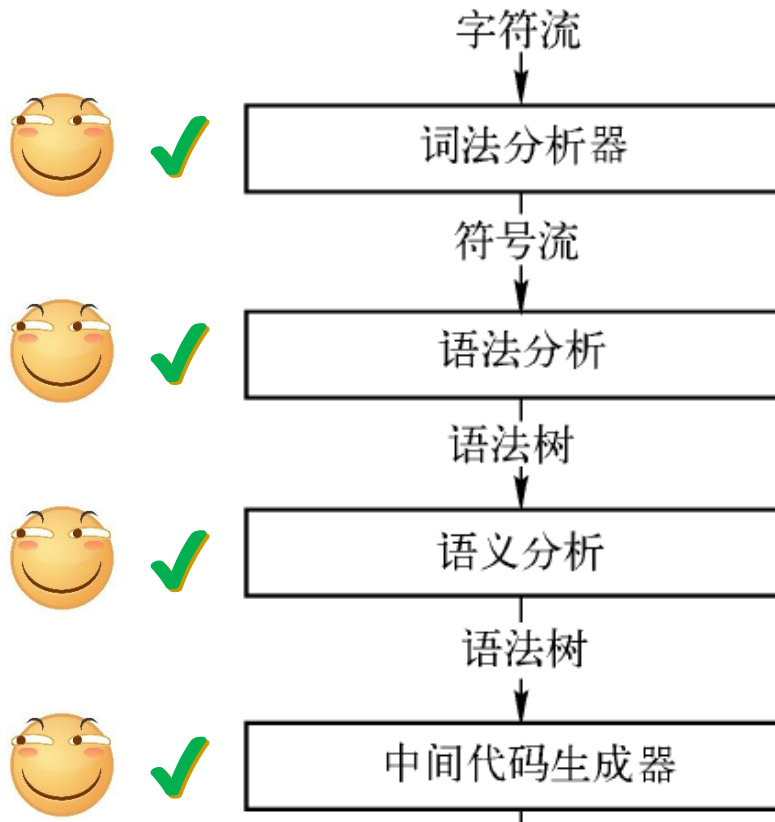 字符流
词法分析器
符号流
语法分析
语法树
语义分析
语法树
中间代码生成器